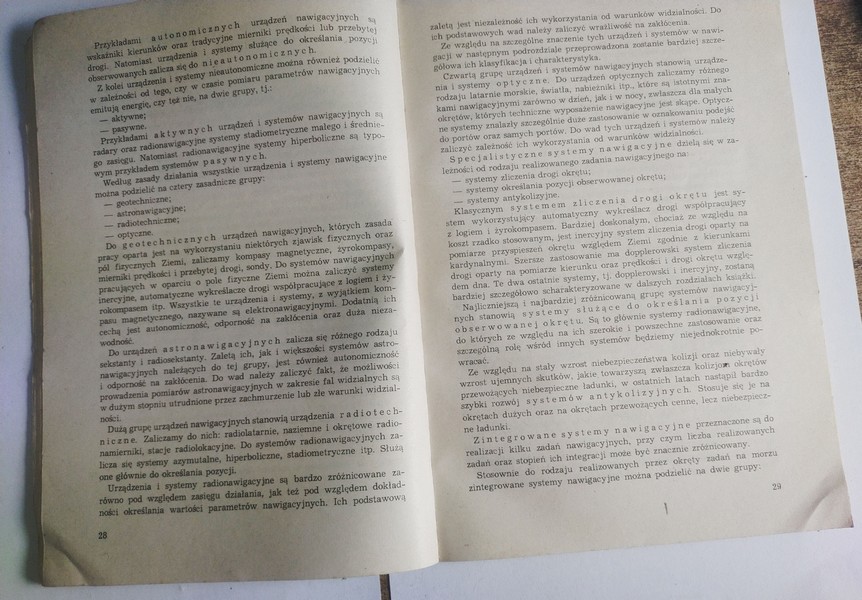 Przykładami autonomicznych urządzeń nawigacyjnych są
wskaźniki kierunków oraz tradycyjne mierniki prędkości lub przebytej
drogi. Natomiast urządzenia i systemy służące do określania pozycji
obserwowanych zalicza się do nieautonomicznych.
Z kolei urządzenia i systemy nieautonomiczne można również podzielić
w zależności od tego, czy w czasie pomiaru parametrów nawigacyjnych
emitują energię, czy też nie, na dwie grupy, tj.:
— aktywne;
— pasywne.
Przykładami aktywnych urządzeń i systemów nawigacyjnych są
radary oraz radionawigacyjne systemy stadiometryczne małego i średnie-
go zasięgu. Natomiast radionawigacyjne systemy hiperboliczne są typo-
wym przykładem systemów pasywnych.
Według zasady działania wszystkie urządzenia i systemy nawigacyjne
można podzielić na cztery zasadnicze grupy:
— geotechniczne;
— astronawigacyjne;
— radiotechniczne;
— optyczne.
Do geotechnicznych urządzeń nawigacyjnych, których zasada
pracy oparta jest na wykorzystaniu niektórych zjawisk fizycznych oraz
pól fizycznych Ziemi, zaliczamy kompasy magnetyczne, żyrokompasy,
mierniki prędkości i przebytej drogi, sondy. Do systemów nawigacyjnych
pracujących w oparciu o pole fizyczne Ziemi można zaliczyć systemy
inercyjne, automatyczne wykreślacze drogi współpracujące z logiem i ży-
rokompasem itp. Wszystkie te urządzenia i systemy, z wyjątkiem kom-
pasu magnetycznego, nazywane są elektronawigacyjnymi. Dodatnią ich
cechą jest autonomiczność, odporność na zakłócenia oraz duża nieza-
wodność.
Do urządzeń astronawigacyjnych zalicza się różnego rodzaju
sekstanty i radiosekstanty. Zaletą ich, jak i większości systemów astro-
nawigacyjnych należących do tej grupy, jest również autonomiczność
i odporność na zakłócenia. Do wad należy zaliczyć fakt, że możliwości
prowadzenia pomiarów astronawigacyjnych w zakresie fal widzialnych są
w dużym stopniu utrudnione przez zachmurzenie lub złe warunki widzial-
ności.
Dużą grupę urządzeń nawigacyjnych stanowią urządzenia radiotech-
niczne. Zaliczamy do nich: radiolatarnie, naziemne i okrętowe radio-
namierniki, stacje radiolokacyjne. Do systemów radionawigacyjnych za-
licza się systemy azymutalne, hiperboliczne, stadiometryczne itp. Służą
one głównie do określania pozycji.
Urządzenia i systemy radionawigacyjne są bardzo zróżnicowane za-
równo pod względem zasięgu działania, jak też pod względem dokład-
ności określania wartości parametrów nawigacyjnych. Ich podstawową
28
zaletą jest niezależność ich wykorzystania od warunków widzialności. Do
ich podstawowych wad należy zaliczyć wrażliwość na zakłócenia.
Ze względu na szczególne znaczenie tych urządzeń i systemów w nawi-
gacji w następnym podrozdziale przeprowadzona zostanie bardziej szcze-
gółowa ich klasyfikacja i charakterystyka.
Czwartą grupę urządzeń i systemów nawigacyjnych stanowią urządze-
nia i systemy optyczne. Do urządzeń optycznych zaliczamy różnego
rodzaju latarnie morskie, światła, nabieżniki itp., które są istotnymi zna-
kami nawigacyjnymi zarówno w dzień, jak i w nocy, zwłaszcza dla małych
okrętów, których techniczne wyposażenie nawigacyjne jest skąpe. Optycz-
ne systemy znalazły szczególnie duże zastosowanie w oznakowaniu podejść
do portów oraz samych portów. Do wad tych urządzeń i systemów należy
zaliczyć zależność ich wykorzystania od warunków widzialności.
Specjalistyczne systemy nawigacyjne dzielą się w za-
leżności od rodzaju realizowanego zadania nawigacyjnego na:
— systemy zliczenia drogi okrętu;
— systemy określania pozycji obserwowanej okrętu;
— systemy antykolizyjne.
Klasycznym systemem zliczenia drogi okrętu jest sy-
stem wykorzystujący automatyczny wykreślacz drogi współpracujący
z logiem i żyrokompasem. Bardziej doskonałym, chociaż ze względu na
koszt rzadko stosowanym, jest inercyjny system zliczenia drogi oparty na
pomiarze przyspieszeń okrętu względem Ziemi zgodnie z kierunkami
kardynalnymi. Szersze zastosowanie ma dopplerowski system zliczenia
drogi oparty na pomiarze kierunku oraz prędkości i drogi okrętu wzglę-
dem dna. Te dwa ostatnie systemy, tj. dopplerowski i inercyjny, zostaną
bardziej szczegółowo scharakteryzowane w dalszych rozdziałach książki.
Najliczniejszą i najbardziej zróżnicowaną grupę systemów nawigacyj-
nych stanowią systemy służące do określania pozycji
obserwowanej okrętu. Są to głównie systemy radionawigacyjne,
do których ze względu na ich szerokie i powszechne zastosowanie oraz
szczególną rolę wśród innych systemów będziemy niejednokrotnie po-
wracać.
Ze względu na stały wzrost niebezpieczeństwa kolizji oraz niebywały
wzrost ujemnych skutków, jakie towarzyszą zwłaszcza kolizjom okrętów
przewożących niebezpieczne ładunki, w ostatnich latach nastąpił bardzo
szybki rozwój systemów antykolizyjnych. Stosuje się je na
okrętach dużych oraz na okrętach przewożących cenne, lecz niebezpiecz-
ne ładunki.
Zintegrowane systemy nawigacyjne przeznaczone są do
realizacji kilku zadań nawigacyjnych, przy czym liczba realizowanych
zadań oraz stopień ich integracji może być znacznie zróżnicowany.
Stosownie do rodzaju realizowanych przez okręty zadań na morzu
zintegrowane systemy nawigacyjne można podzielić na dwie grupy:
29